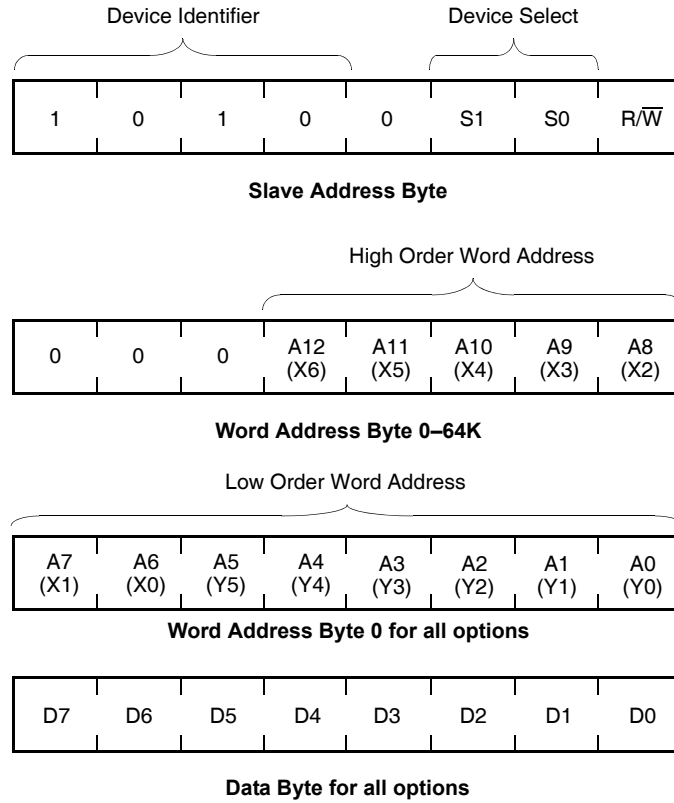 Device Identifier Device Select
1 0 1 0 0 S1 S0 R/W̅
Slave Address Byte
High Order Word Address
0 0 0 A12 A11 A10 A9 A8
(X6) (X5) (X4) (X3) (X2)
Word Address Byte 0–64K
Low Order Word Address
A7 A6 A5 A4 A3 A2 A1 A0
(X1) (X0) (Y5) (Y4) (Y3) (Y2) (Y1) (Y0)
Word Address Byte 0 for all options
D7 D6 D5 D4 D3 D2 D1 D0
Data Byte for all options